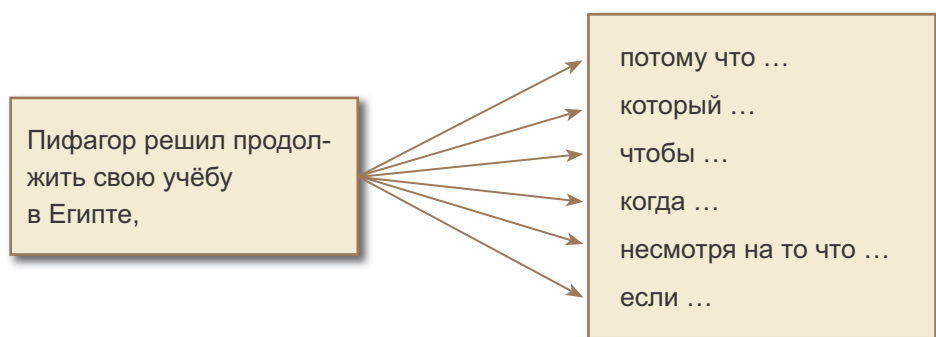 Пифагор решил продол-
жить свою учёбу
в Египте,
потому что …
который …
чтобы …
когда …
несмотря на то что …
если …